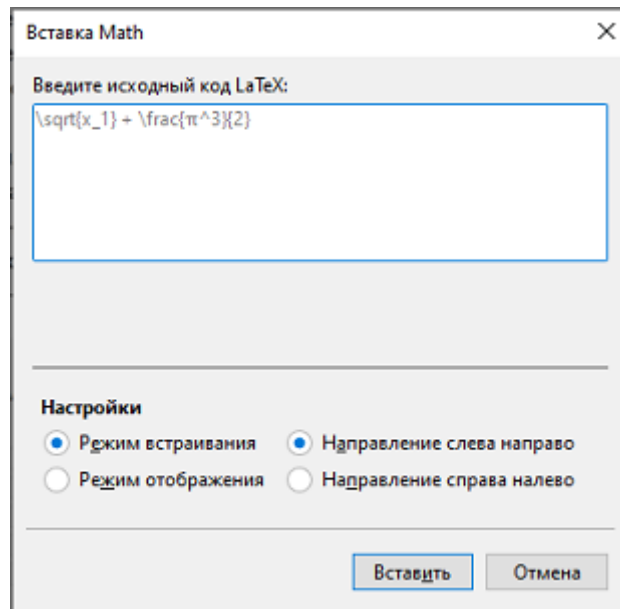 Вставка Math
Введите исходный код LaTeX:
\sqrt{x_1} + \frac{π^3}{2}
Настройки
Режим встраивания Направление слева направо
Режим отображения Направление справа налево
Вставить Отмена